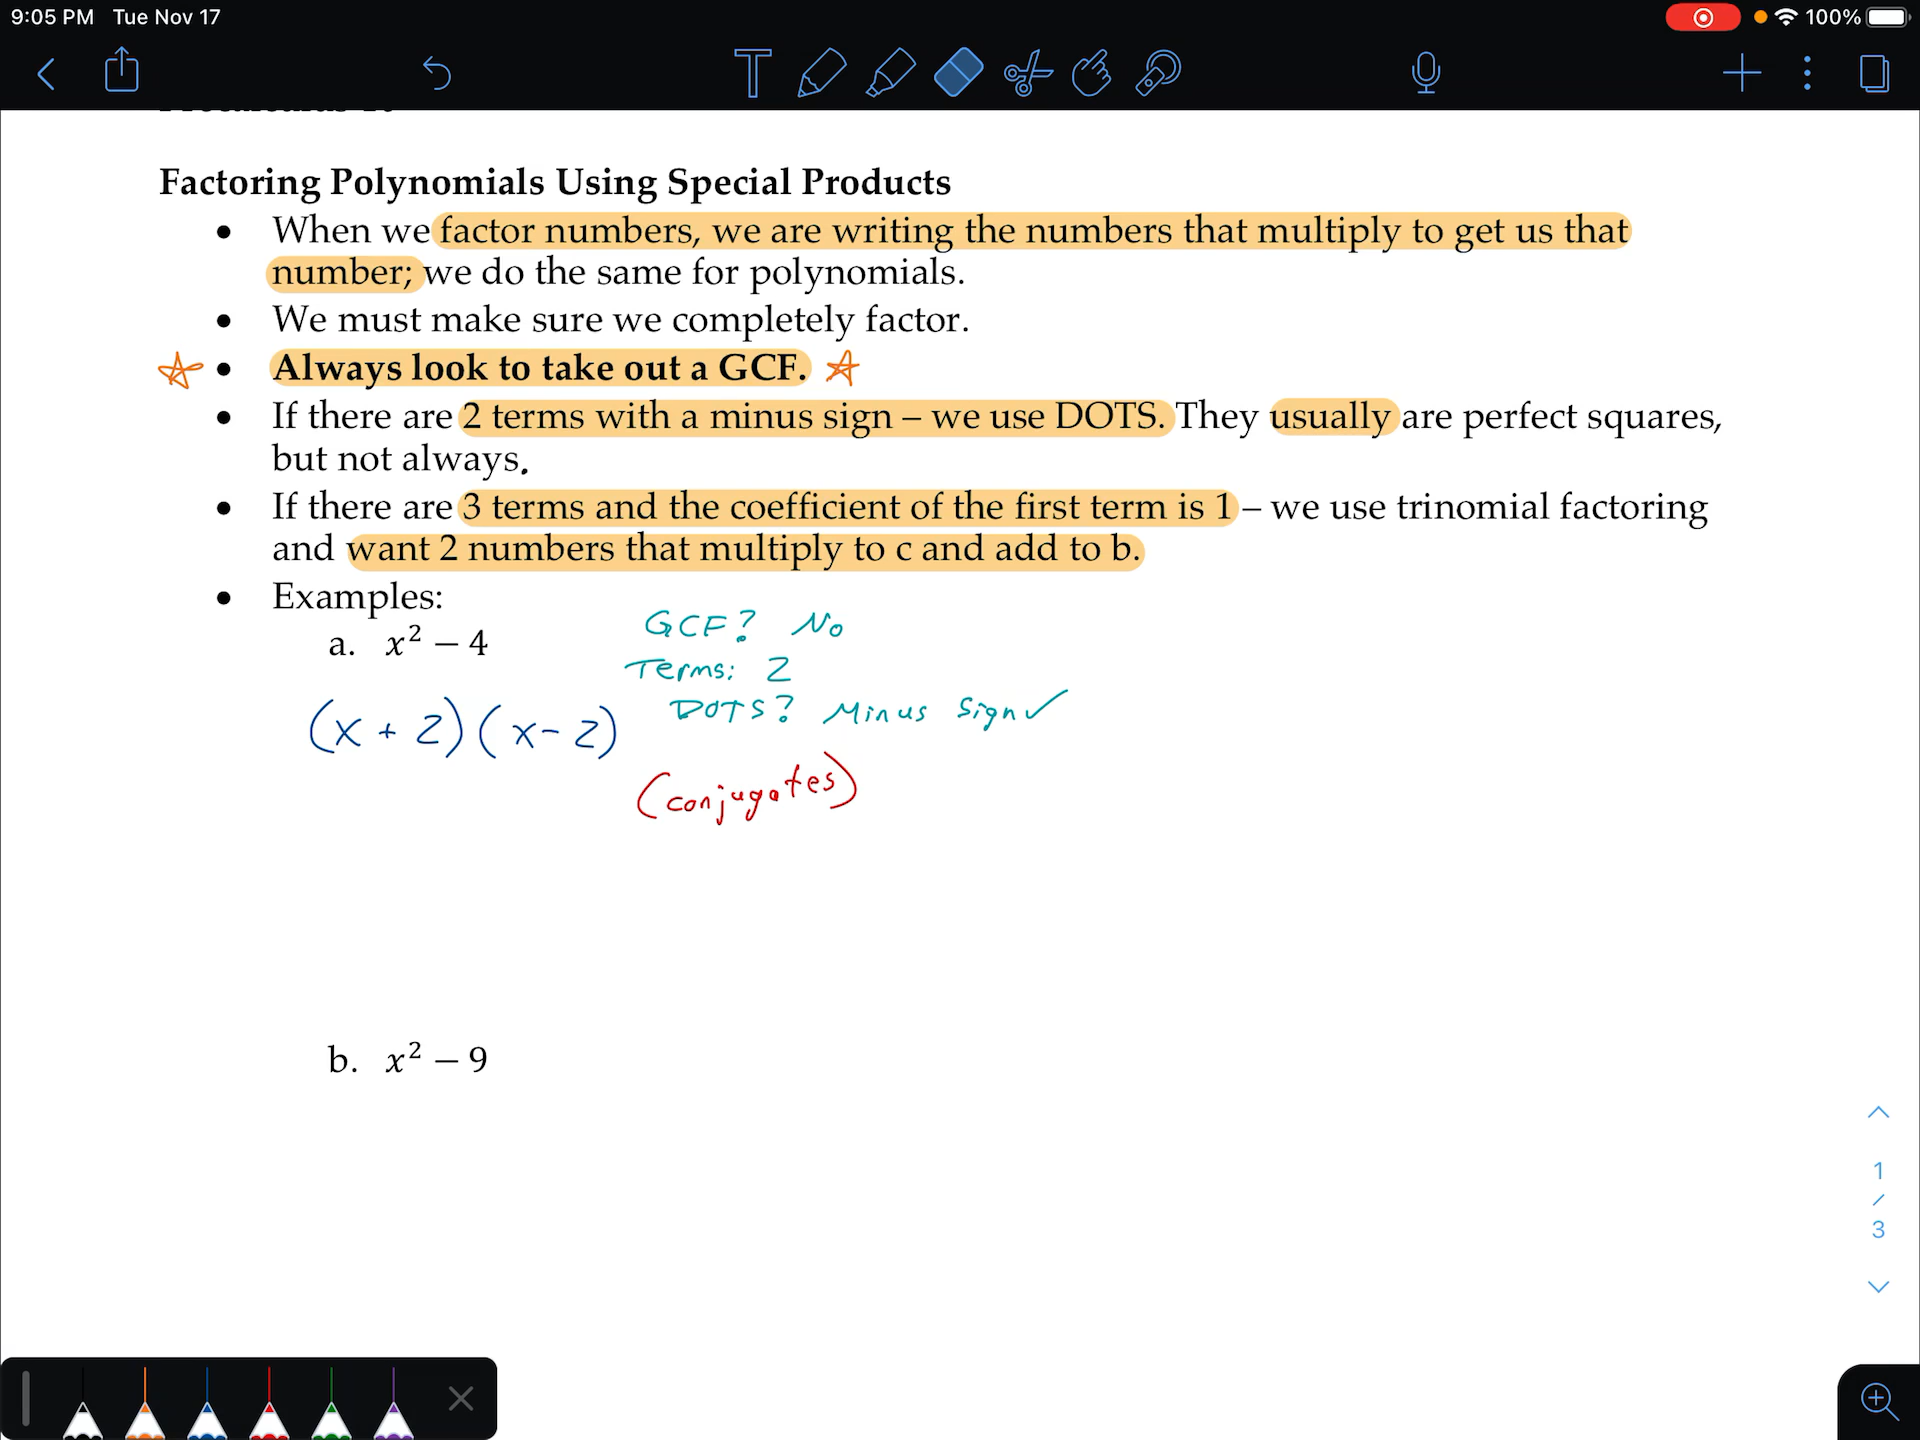 9:05 PM Tue Nov 17
100%
Factoring Polynomials Using Special Products
• When we factor numbers, we are writing the numbers that multiply to get us that
number; we do the same for polynomials.
• We must make sure we completely factor.
• Always look to take out a GCF.
• If there are 2 terms with a minus sign – we use DOTS. They usually are perfect squares,
but not always.
• If there are 3 terms and the coefficient of the first term is 1 – we use trinomial factoring
and want 2 numbers that multiply to c and add to b.
• Examples:
GCF? No
a. x² – 4
Terms: 2
DOTS? Minus Sign ✓
(x + 2)(x - 2)
(conjugates)
b. x² – 9
1
/
3